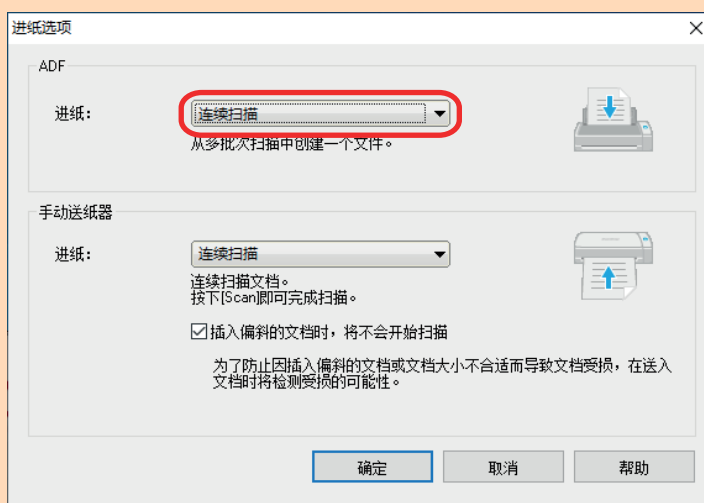 进纸选项
ADF
进纸：
连续扫描
从多批次扫描中创建一个文件。
手动送纸器
进纸：
连续扫描
连续扫描文档。
按下[Scan]即可完成扫描。
插入偏斜的文档时，将不会开始扫描
为了防止因插入偏斜的文档或文档大小不合适而导致文档受损，在送入
文档时将检测受损的可能性。
确定
取消
帮助